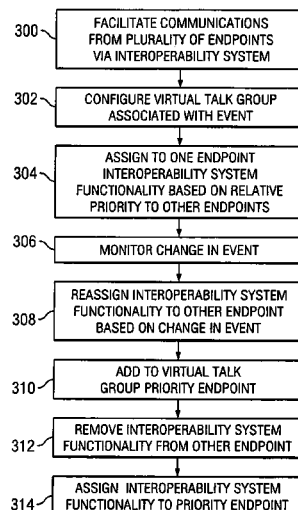 300
FACILITATE COMMUNICATIONS
FROM PLURALITY OF ENDPOINTS
VIA INTEROPERABILITY SYSTEM
302
CONFIGURE VIRTUAL TALK GROUP
ASSOCIATED WITH EVENT
304
ASSIGN TO ONE ENDPOINT
INTEROPERABILITY SYSTEM
FUNCTIONALITY BASED ON RELATIVE
PRIORITY TO OTHER ENDPOINTS
306
MONITOR CHANGE IN EVENT
308
REASSIGN INTEROPERABILITY SYSTEM
FUNCTIONALITY TO OTHER ENDPOINT
BASED ON CHANGE IN EVENT
310
ADD TO VIRTUAL TALK
GROUP PRIORITY ENDPOINT
312
REMOVE INTEROPERABILITY SYSTEM
FUNCTIONALITY FROM OTHER ENDPOINT
314
ASSIGN INTEROPERABILITY SYSTEM
FUNCTIONALITY TO PRIORITY ENDPOINT